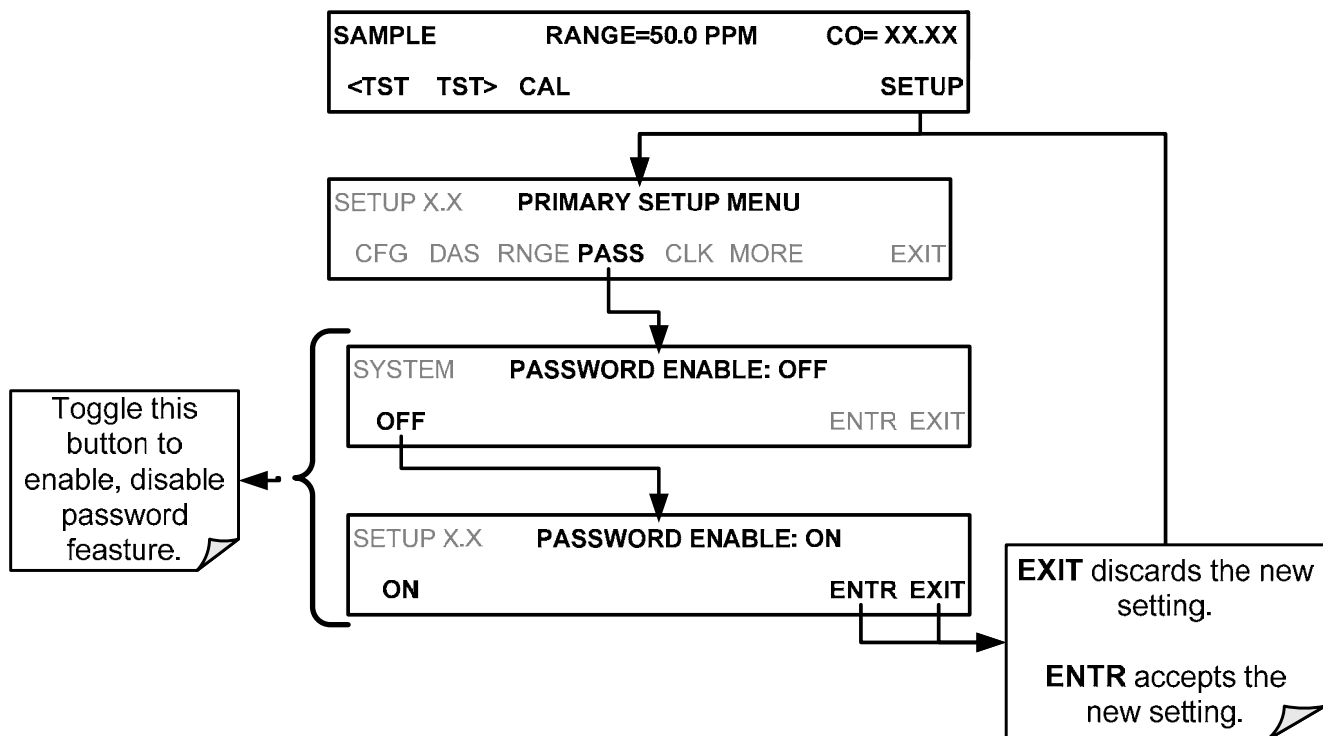 SAMPLE RANGE=50.0 PPM CO= XX.XX
<TST TST> CAL SETUP
SETUP X.X PRIMARY SETUP MENU
CFG DAS RNGE PASS CLK MORE EXIT
SYSTEM PASSWORD ENABLE: OFF
OFF ENTR EXIT
Toggle this
button to
enable, disable
password
feasture.
SETUP X.X PASSWORD ENABLE: ON
ON ENTR EXIT
EXIT discards the new
setting.
ENTR accepts the
new setting.